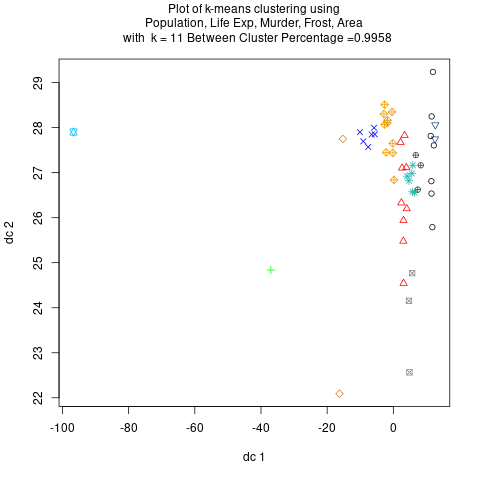 Plot of k-means clustering using
Population, Life Exp, Murder, Frost, Area
with k = 11 Between Cluster Percentage =0.9958
29
28
27
26
25
24
23
22
dc 2
-100
-80
-60
-40
-20
0
dc 1